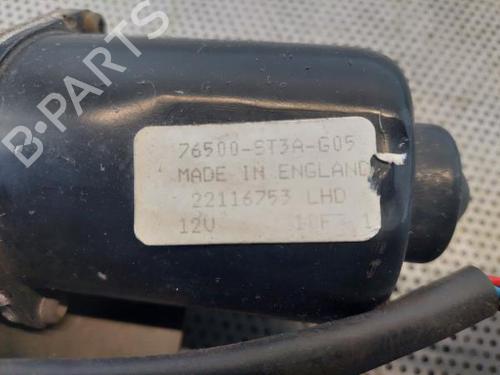 B-PARTS
76500-ST3A-G05
MADE IN ENGLAND
22116753 LHD
12V